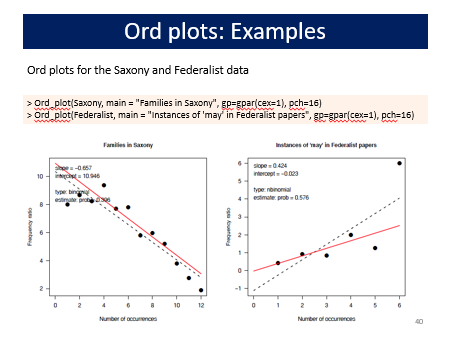 Ord plots: Examples
Ord plots for the Saxony and Federalist data
> Ord_plot(Saxony, main = "Families in Saxony", gp=gpar(cex=1), pch=16)
> Ord_plot(Federalist, main = "Instances of 'may' in Federalist papers", gp=gpar(cex=1), pch=16)
Families in Saxony
slope = -0.657
intercept = 10.946
type: binomial
estimate: prob = 0.396
Frequency ratio
10
8
6
4
2
0 2 4 6 8 10 12
Number of occurrences
Instances of 'may' in Federalist papers
slope = 0.424
intercept = -0.023
type: nbinomial
estimate: prob = 0.576
Frequency ratio
6
5
4
3
2
1
0
-1
0 1 2 3 4 5 6
Number of occurrences
40